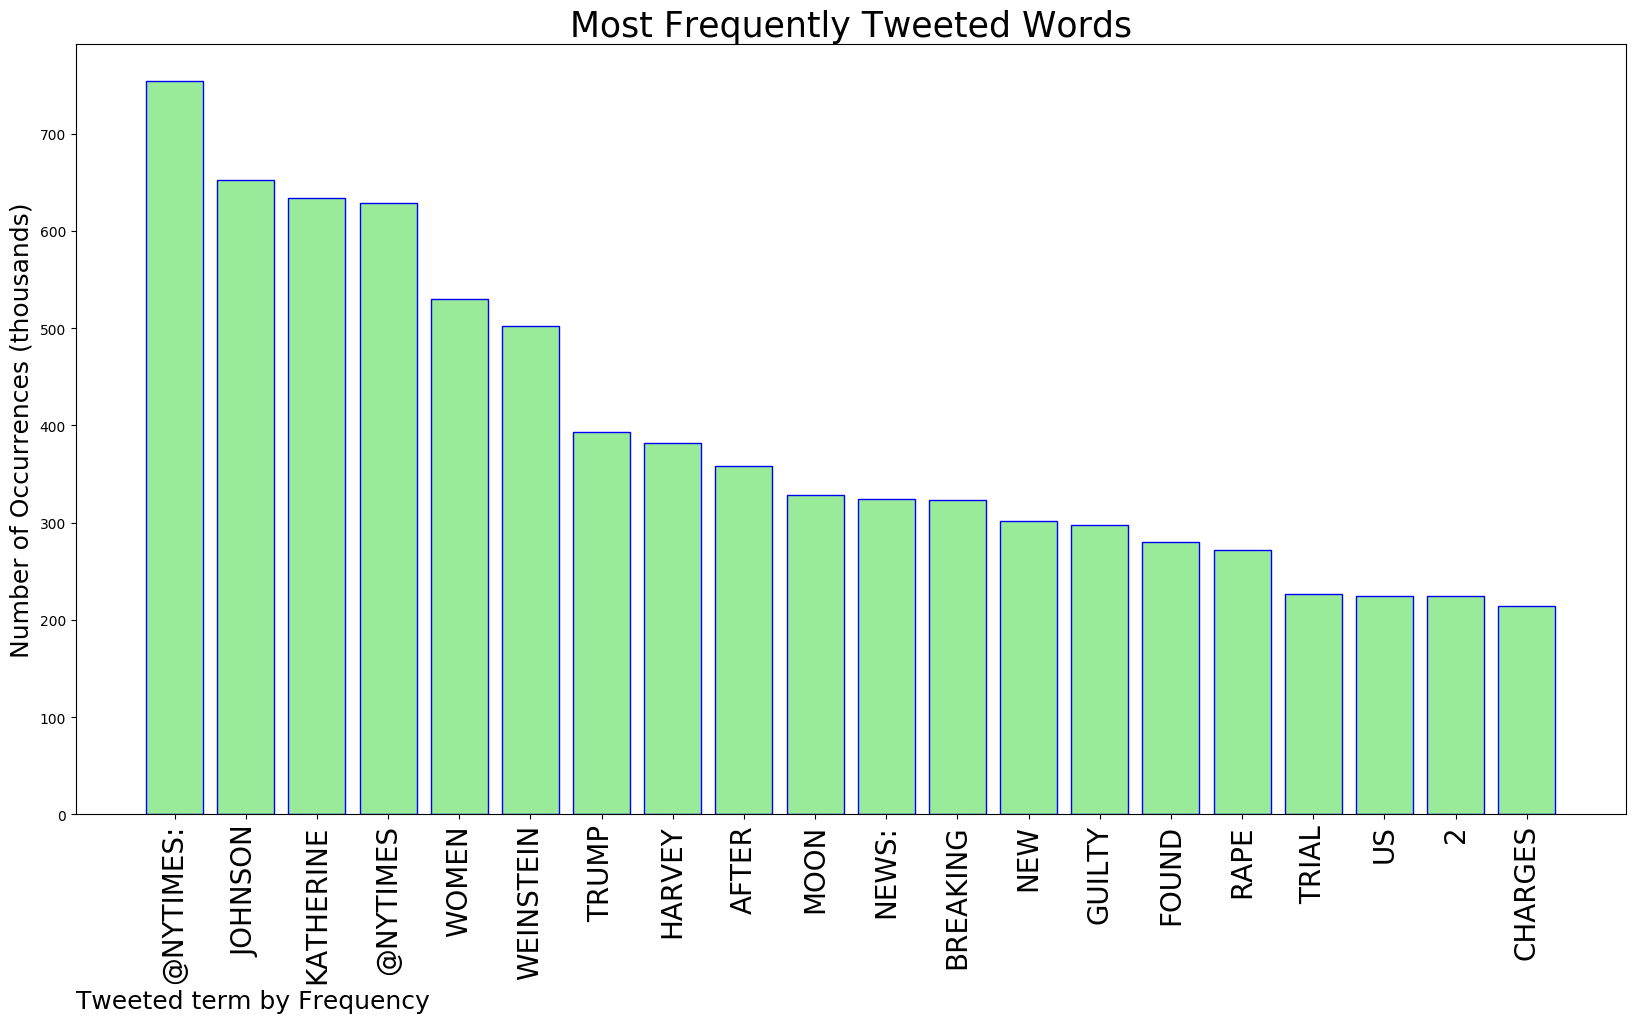 Most Frequently Tweeted Words
Number of Occurrences (thousands)
700
600
500
400
300
200
100
0
@NYTIMES:
JOHNSON
KATHERINE
@NYTIMES
WOMEN
WEINSTEIN
TRUMP
HARVEY
AFTER
MOON
NEWS:
BREAKING
NEW
GUILTY
FOUND
RAPE
TRIAL
US
2
CHARGES
Tweeted term by Frequency